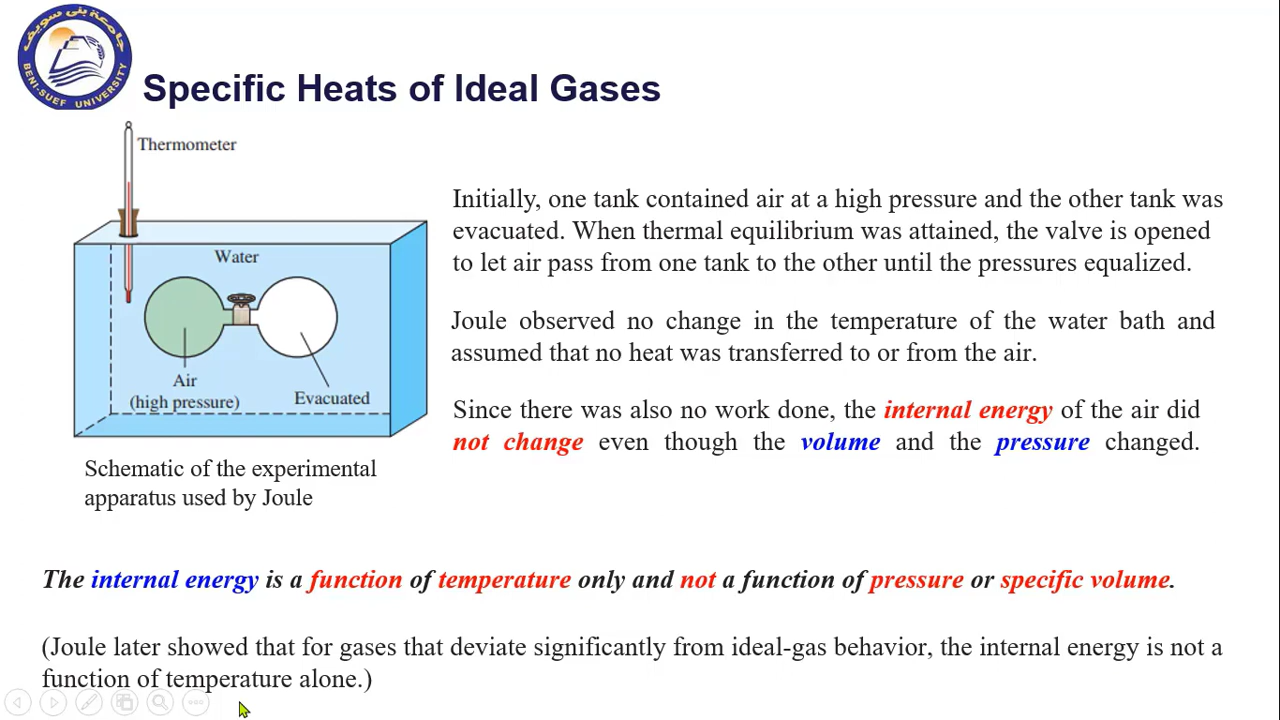 جامعة بنى سويف
BENI-SUEF UNIVERSITY
Specific Heats of Ideal Gases
Thermometer
Water
Air
(high pressure)
Evacuated
Schematic of the experimental
apparatus used by Joule
Initially, one tank contained air at a high pressure and the other tank was
evacuated. When thermal equilibrium was attained, the valve is opened
to let air pass from one tank to the other until the pressures equalized.
Joule observed no change in the temperature of the water bath and
assumed that no heat was transferred to or from the air.
Since there was also no work done, the internal energy of the air did
not change even though the volume and the pressure changed.
The internal energy is a function of temperature only and not a function of pressure or specific volume.
(Joule later showed that for gases that deviate significantly from ideal-gas behavior, the internal energy is not a
function of temperature alone.)